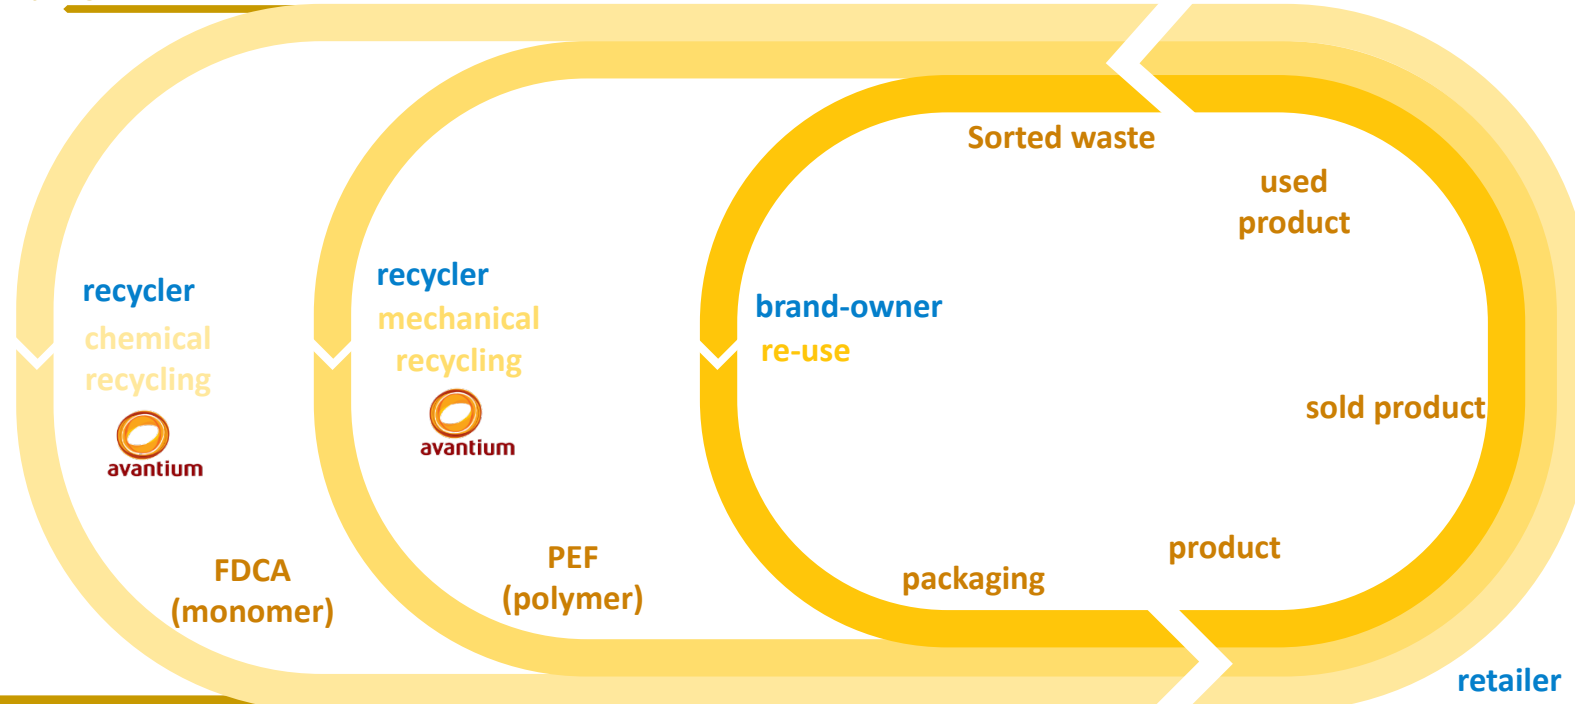 Sorted waste
used
product
recycler
chemical
recycling
avantium
recycler
mechanical
recycling
avantium
brand-owner
re-use
sold product
FDCA
(monomer)
PEF
(polymer)
packaging
product
retailer